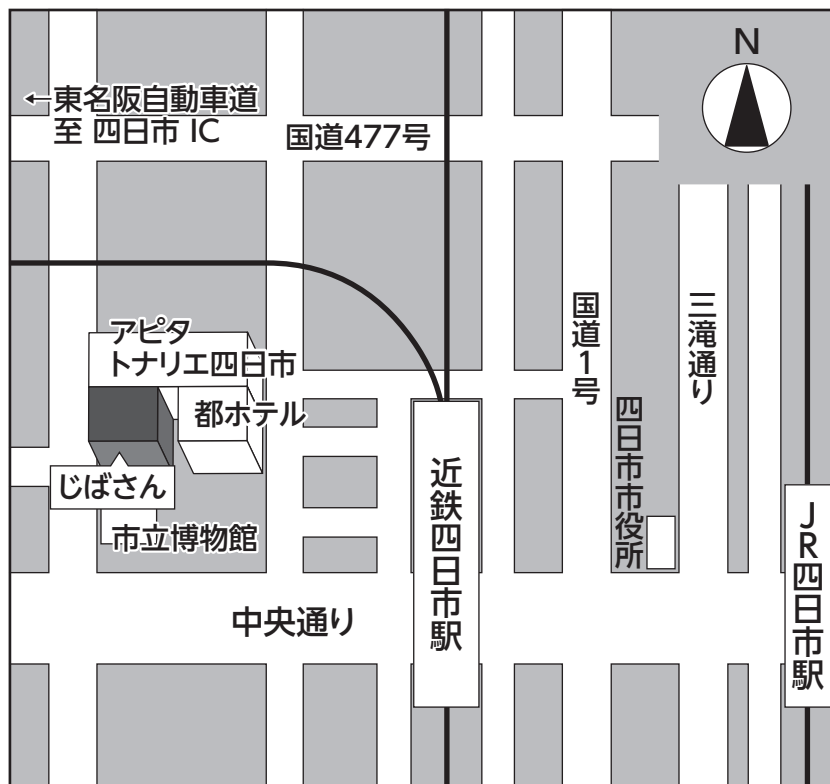 N
←東名阪自動車道
至 四日市 IC
国道477号
アピタ
トナリエ四日市
都ホテル
じばさん
市立博物館
中央通り
近鉄四日市駅
国道1号
四日市市役所
三滝通り
JR四日市駅